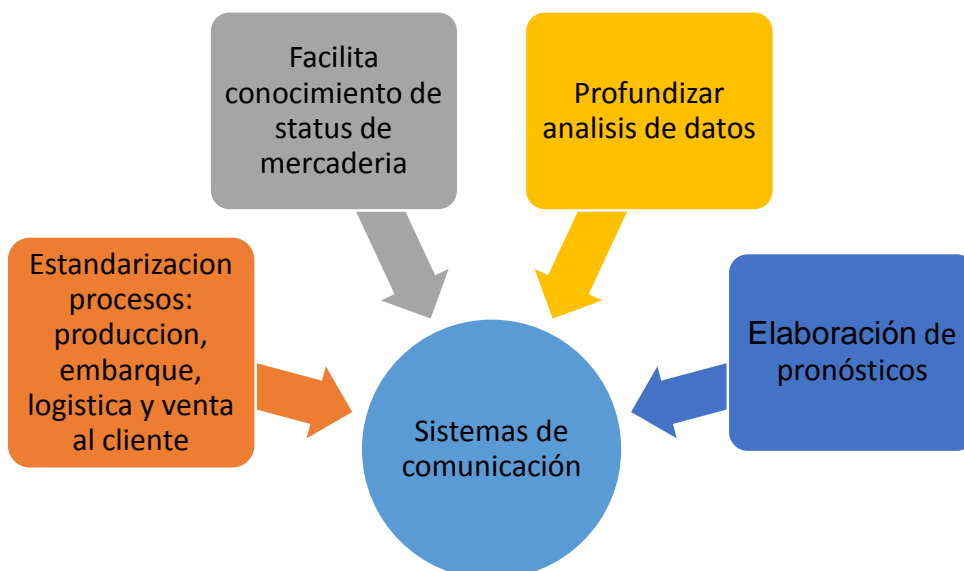 Facilita
conocimiento de
status de
mercaderia
Profundizar
analisis de datos
Estandarizacion
procesos:
produccion,
embarque,
logistica y venta
al cliente
Elaboración de
pronósticos
Sistemas de
comunicación